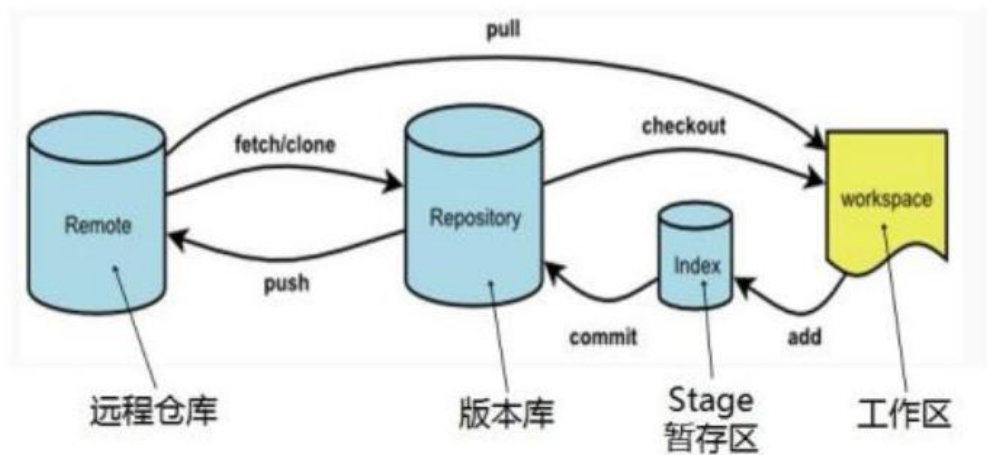 pull
fetch/clone
checkout
Remote
Repository
workspace
Index
push
commit
add
远程仓库
版本库
Stage
暂存区
工作区